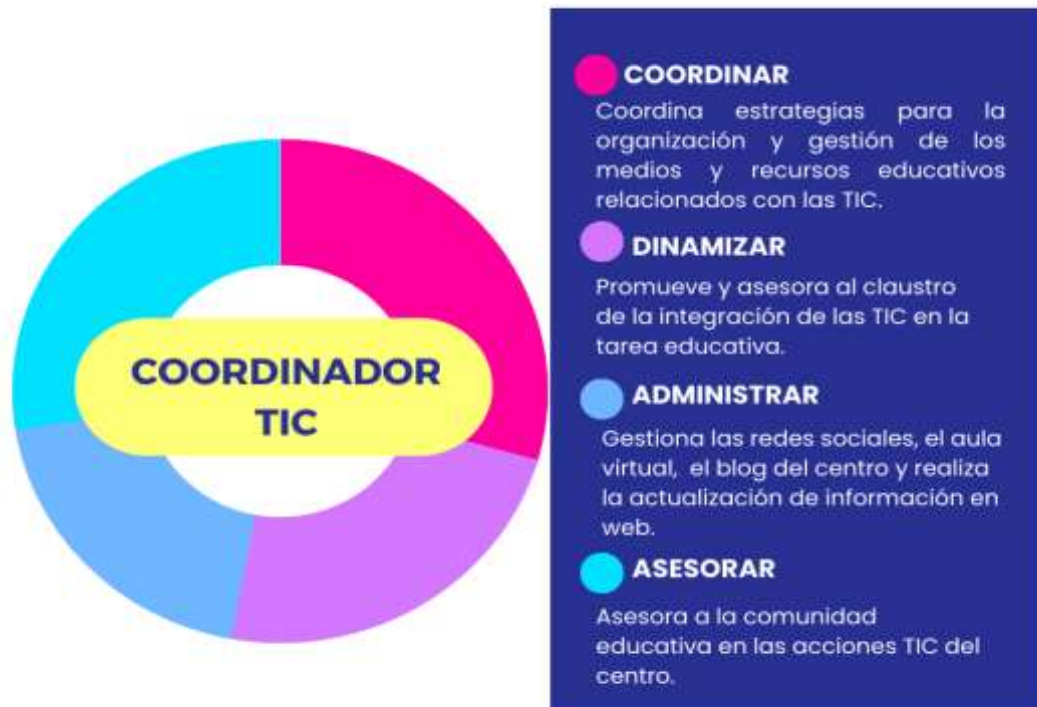 COORDINADOR
TIC
COORDINAR
Coordina estrategias para la
organización y gestión de los
medios y recursos educativos
relacionados con las TIC.
DINAMIZAR
Promueve y asesora al claustro
de la integración de las TIC en la
tarea educativa.
ADMINISTRAR
Gestiona las redes sociales, el aula
virtual, el blog del centro y realiza
la actualización de información en
web.
ASESORAR
Asesora a la comunidad
educativa en las acciones TIC del
centro.